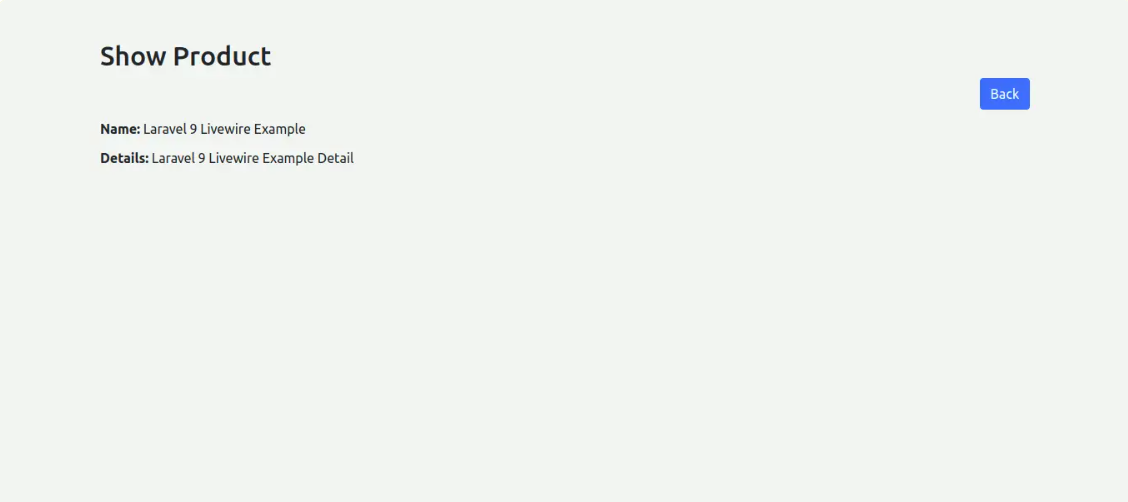 Show Product
Back
Name: Laravel 9 Livewire Example
Details: Laravel 9 Livewire Example Detail